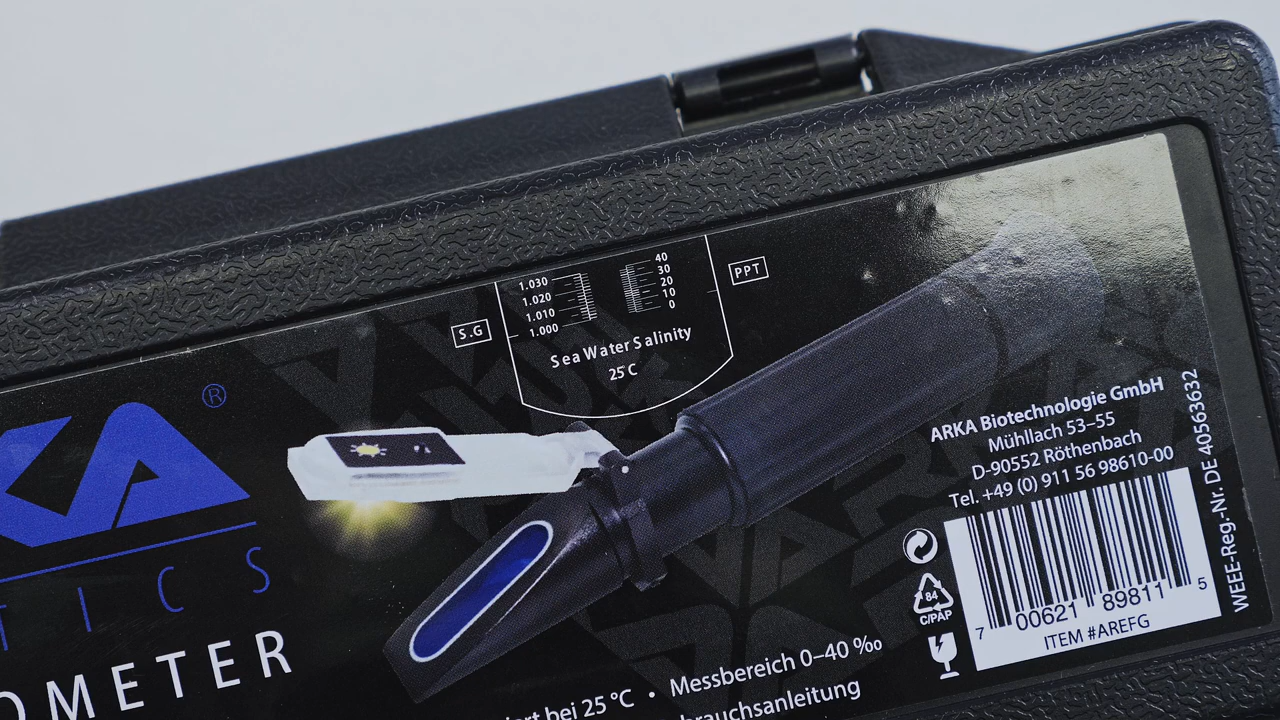 1.030
1.020
1.010
1.000
40
30
20
10
0
S.G
PPT
Sea Water Salinity
25°C
KA ®
TICS
OMETER
ARKA Biotechnologie GmbH
Mühllach 53–55
D-90552 Röthenbach
Tel. +49 (0) 911 56 98610-00
WEEE-Reg.-Nr. DE 40563632
84
C/PAP
7 00621 89811 5
ITEM #AREFG
bei 25 °C • Messbereich 0–40 ‰
brauchsanleitung